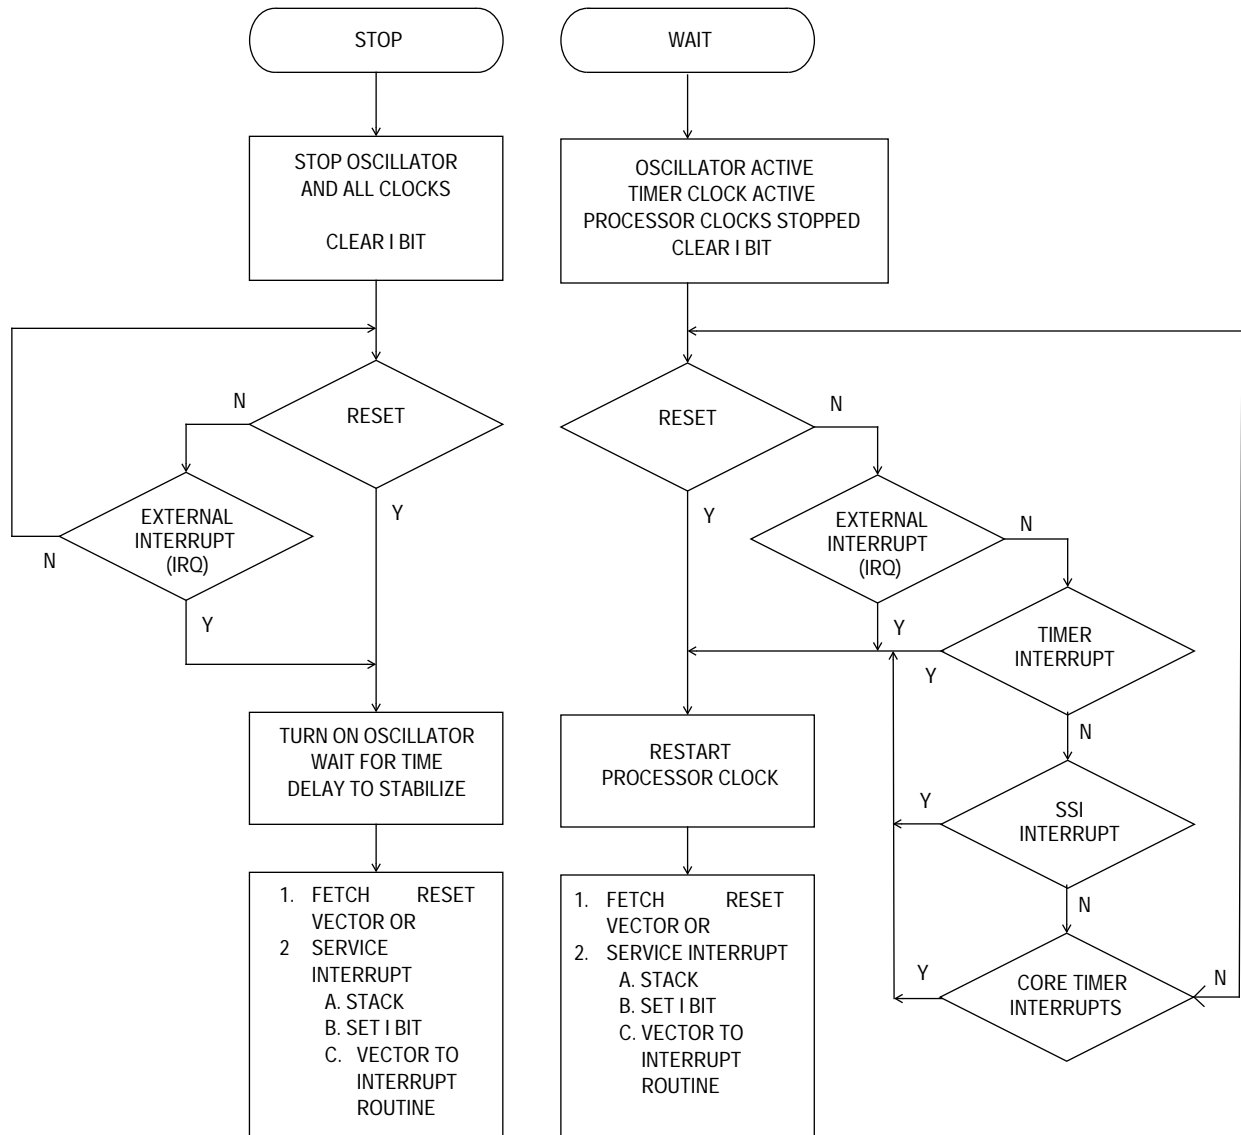 STOP
STOP OSCILLATOR
AND ALL CLOCKS
CLEAR I BIT
RESET
N
Y
EXTERNAL
INTERRUPT
(IRQ)
N
Y
TURN ON OSCILLATOR
WAIT FOR TIME
DELAY TO STABILIZE
1. FETCH RESET
VECTOR OR
2 SERVICE
INTERRUPT
A. STACK
B. SET I BIT
C. VECTOR TO
INTERRUPT
ROUTINE
WAIT
OSCILLATOR ACTIVE
TIMER CLOCK ACTIVE
PROCESSOR CLOCKS STOPPED
CLEAR I BIT
RESET
N
Y
EXTERNAL
INTERRUPT
(IRQ)
N
Y
TIMER
INTERRUPT
Y
N
SSI
INTERRUPT
Y
N
CORE TIMER
INTERRUPTS
Y
N
RESTART
PROCESSOR CLOCK
1. FETCH RESET
VECTOR OR
2. SERVICE INTERRUPT
A. STACK
B. SET I BIT
C. VECTOR TO
INTERRUPT
ROUTINE